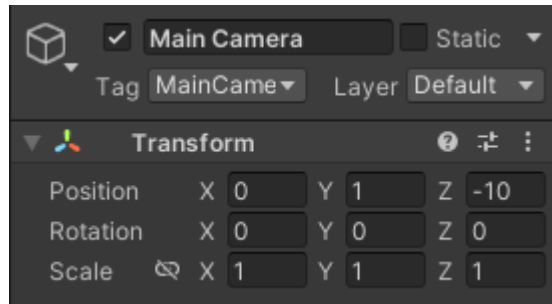 Main Camera Static
Tag MainCame Layer Default
Transform
Position X 0 Y 1 Z -10
Rotation X 0 Y 0 Z 0
Scale X 1 Y 1 Z 1